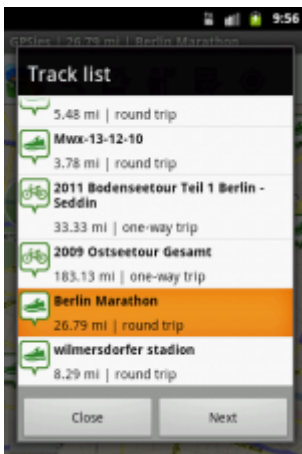 9:56
GPSies | 26.79 mi | Berlin Marathon
Track list
5.48 mi | round trip
Mwx-13-12-10
3.78 mi | round trip
2011 Bodenseetour Teil 1 Berlin -
Seddin
33.33 mi | one-way trip
2009 Ostseetour Gesamt
183.13 mi | one-way trip
Berlin Marathon
26.79 mi | round trip
wilmersdorfer stadion
8.29 mi | round trip
Close
Next